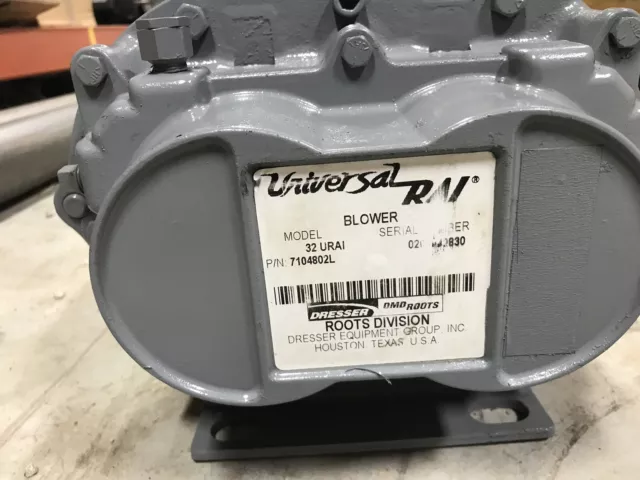 Universal RAI®
BLOWER
MODEL SERIAL
32 URAI
P/N: 7104802L
DRESSER DMD ROOTS
ROOTS DIVISION
DRESSER EQUIPMENT GROUP, INC.
HOUSTON, TEXAS U.S.A